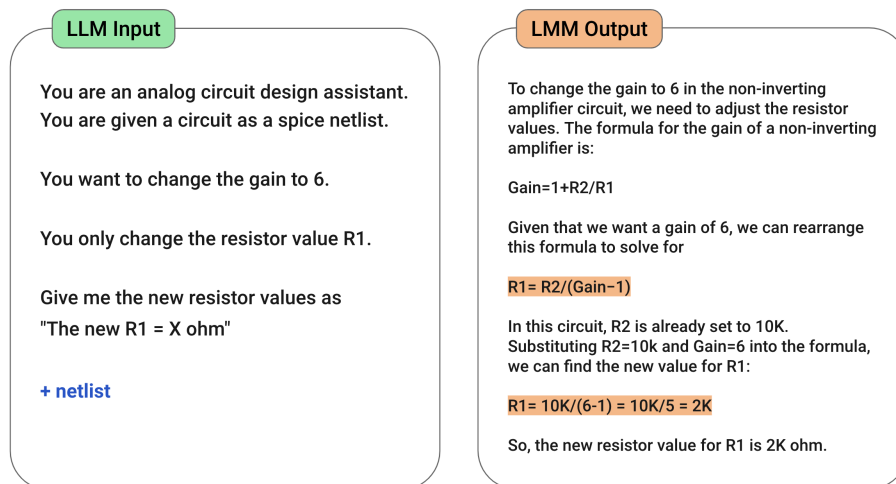 LLM Input
You are an analog circuit design assistant.
You are given a circuit as a spice netlist.
You want to change the gain to 6.
You only change the resistor value R1.
Give me the new resistor values as
"The new R1 = X ohm"
+ netlist
LMM Output
To change the gain to 6 in the non-inverting
amplifier circuit, we need to adjust the resistor
values. The formula for the gain of a non-inverting
amplifier is:
Gain=1+R2/R1
Given that we want a gain of 6, we can rearrange
this formula to solve for
R1= R2/(Gain−1)
In this circuit, R2 is already set to 10K.
Substituting R2=10k and Gain=6 into the formula,
we can find the new value for R1:
R1= 10K/(6-1) = 10K/5 = 2K
So, the new resistor value for R1 is 2K ohm.